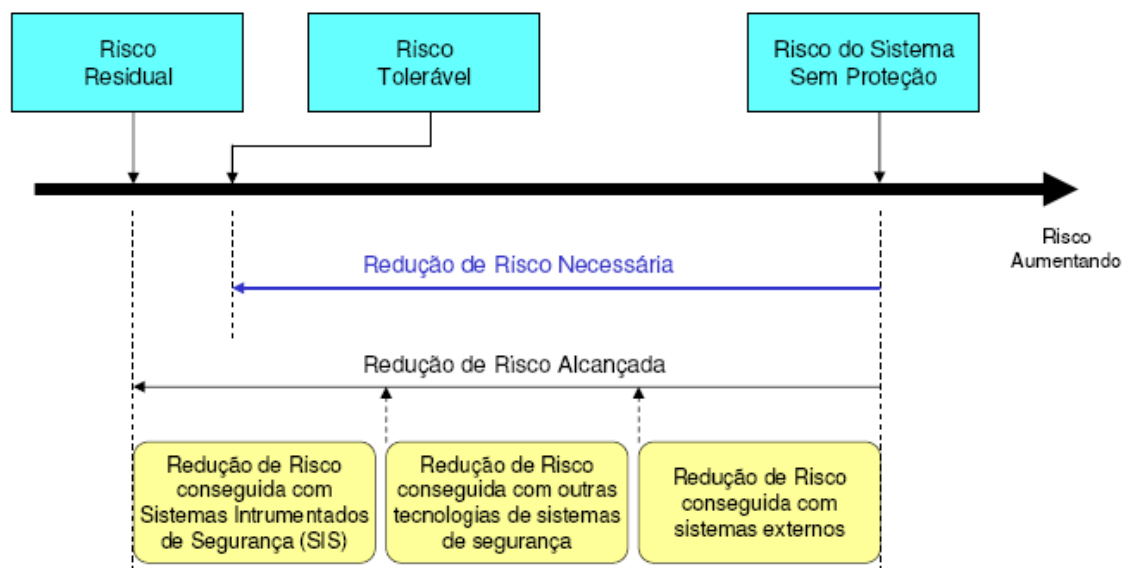 Risco
Residual
Risco
Tolerável
Risco do Sistema
Sem Proteção
Risco
Aumentando
Redução de Risco Necessária
Redução de Risco Alcançada
Redução de Risco
conseguida com
Sistemas Intrumentados
de Segurança (SIS)
Redução de Risco
conseguida com outras
tecnologias de sistemas
de segurança
Redução de Risco
conseguida com
sistemas externos